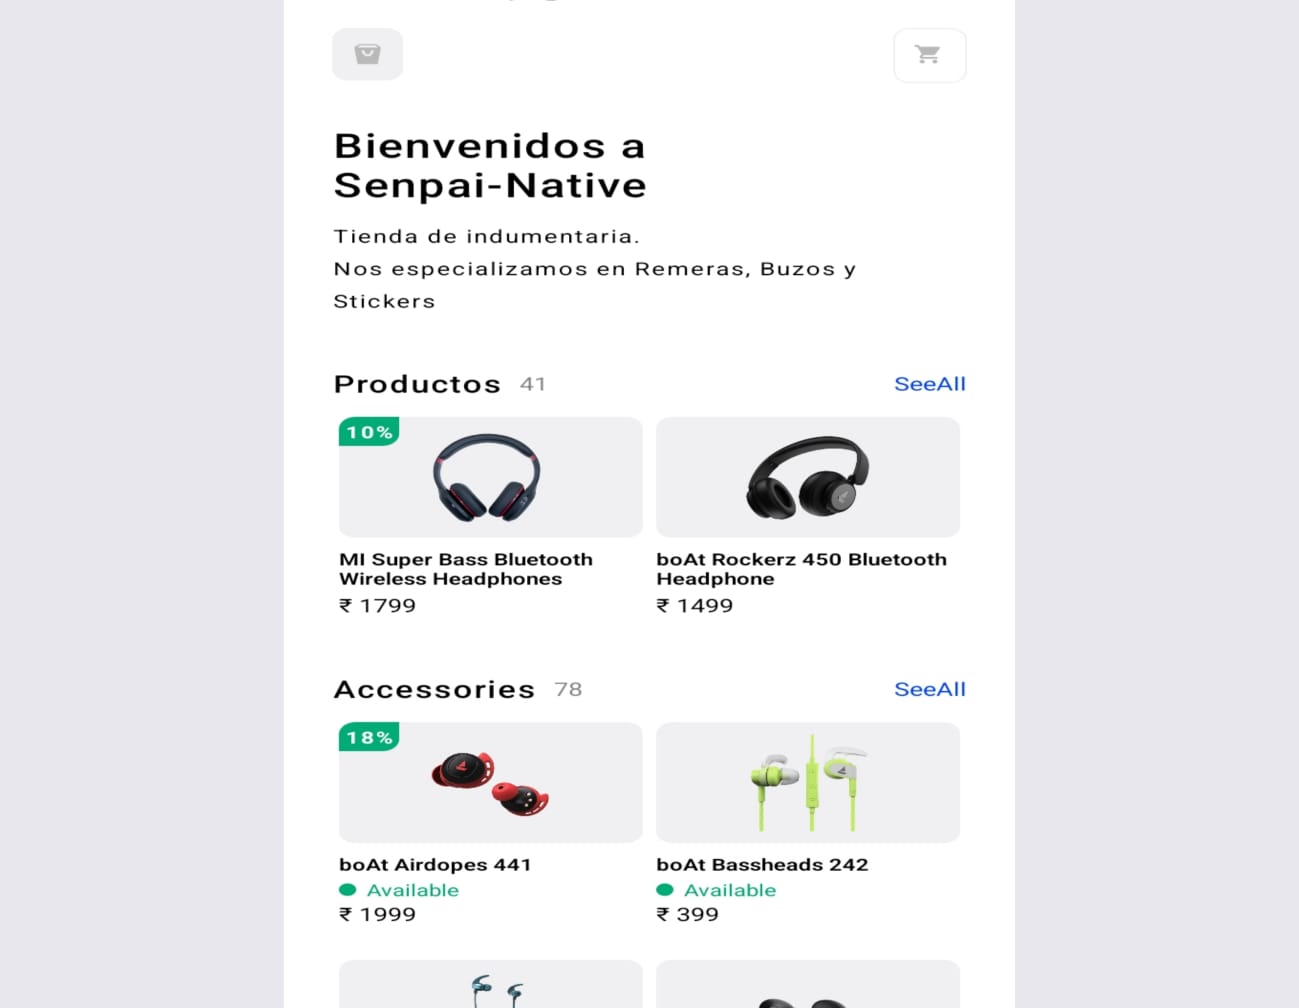 Bienvenidos a
Senpai-Native
Tienda de indumentaria.
Nos especializamos en Remeras, Buzos y
Stickers
Productos 41 SeeAll
10%
MI Super Bass Bluetooth
Wireless Headphones
₹ 1799
boAt Rockerz 450 Bluetooth
Headphone
₹ 1499
Accessories 78 SeeAll
18%
boAt Airdopes 441
Available
₹ 1999
boAt Bassheads 242
Available
₹ 399